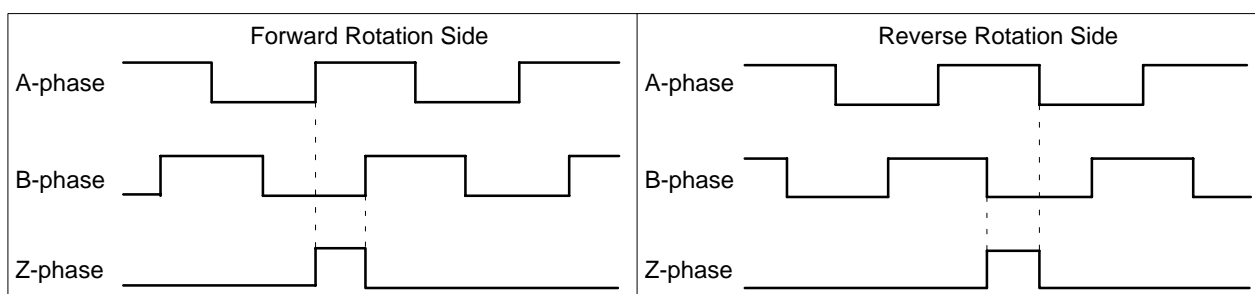 Forward Rotation Side
A-phase
B-phase
Z-phase
Reverse Rotation Side
A-phase
B-phase
Z-phase